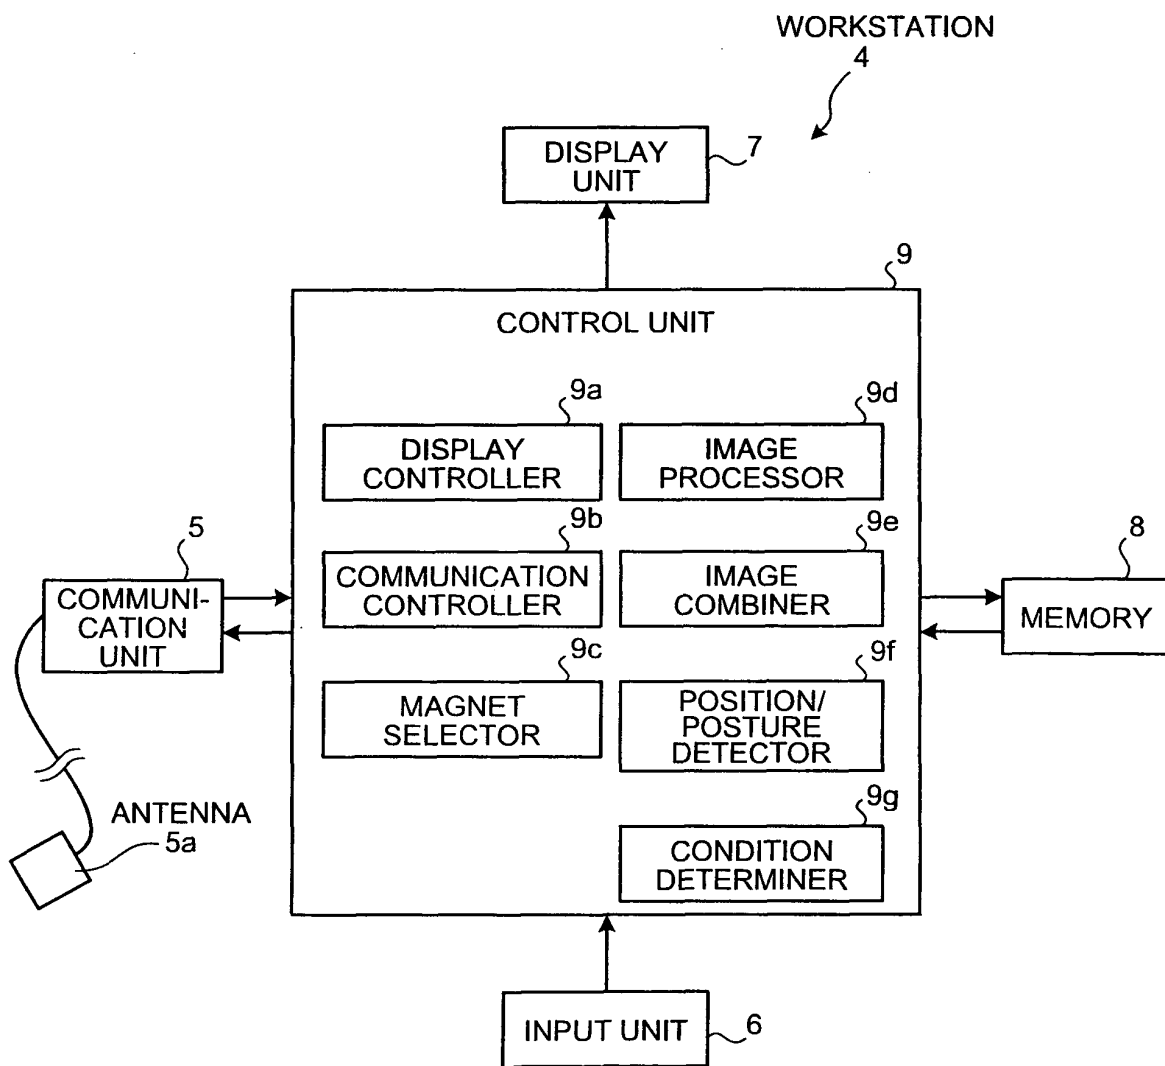 WORKSTATION
4
DISPLAY
UNIT
7
9
CONTROL UNIT
9a
DISPLAY
CONTROLLER
9d
IMAGE
PROCESSOR
9b
COMMUNICATION
CONTROLLER
9e
IMAGE
COMBINER
9c
MAGNET
SELECTOR
9f
POSITION/
POSTURE
DETECTOR
9g
CONDITION
DETERMINER
5
COMMUNI-
CATION
UNIT
ANTENNA
5a
8
MEMORY
INPUT UNIT
6